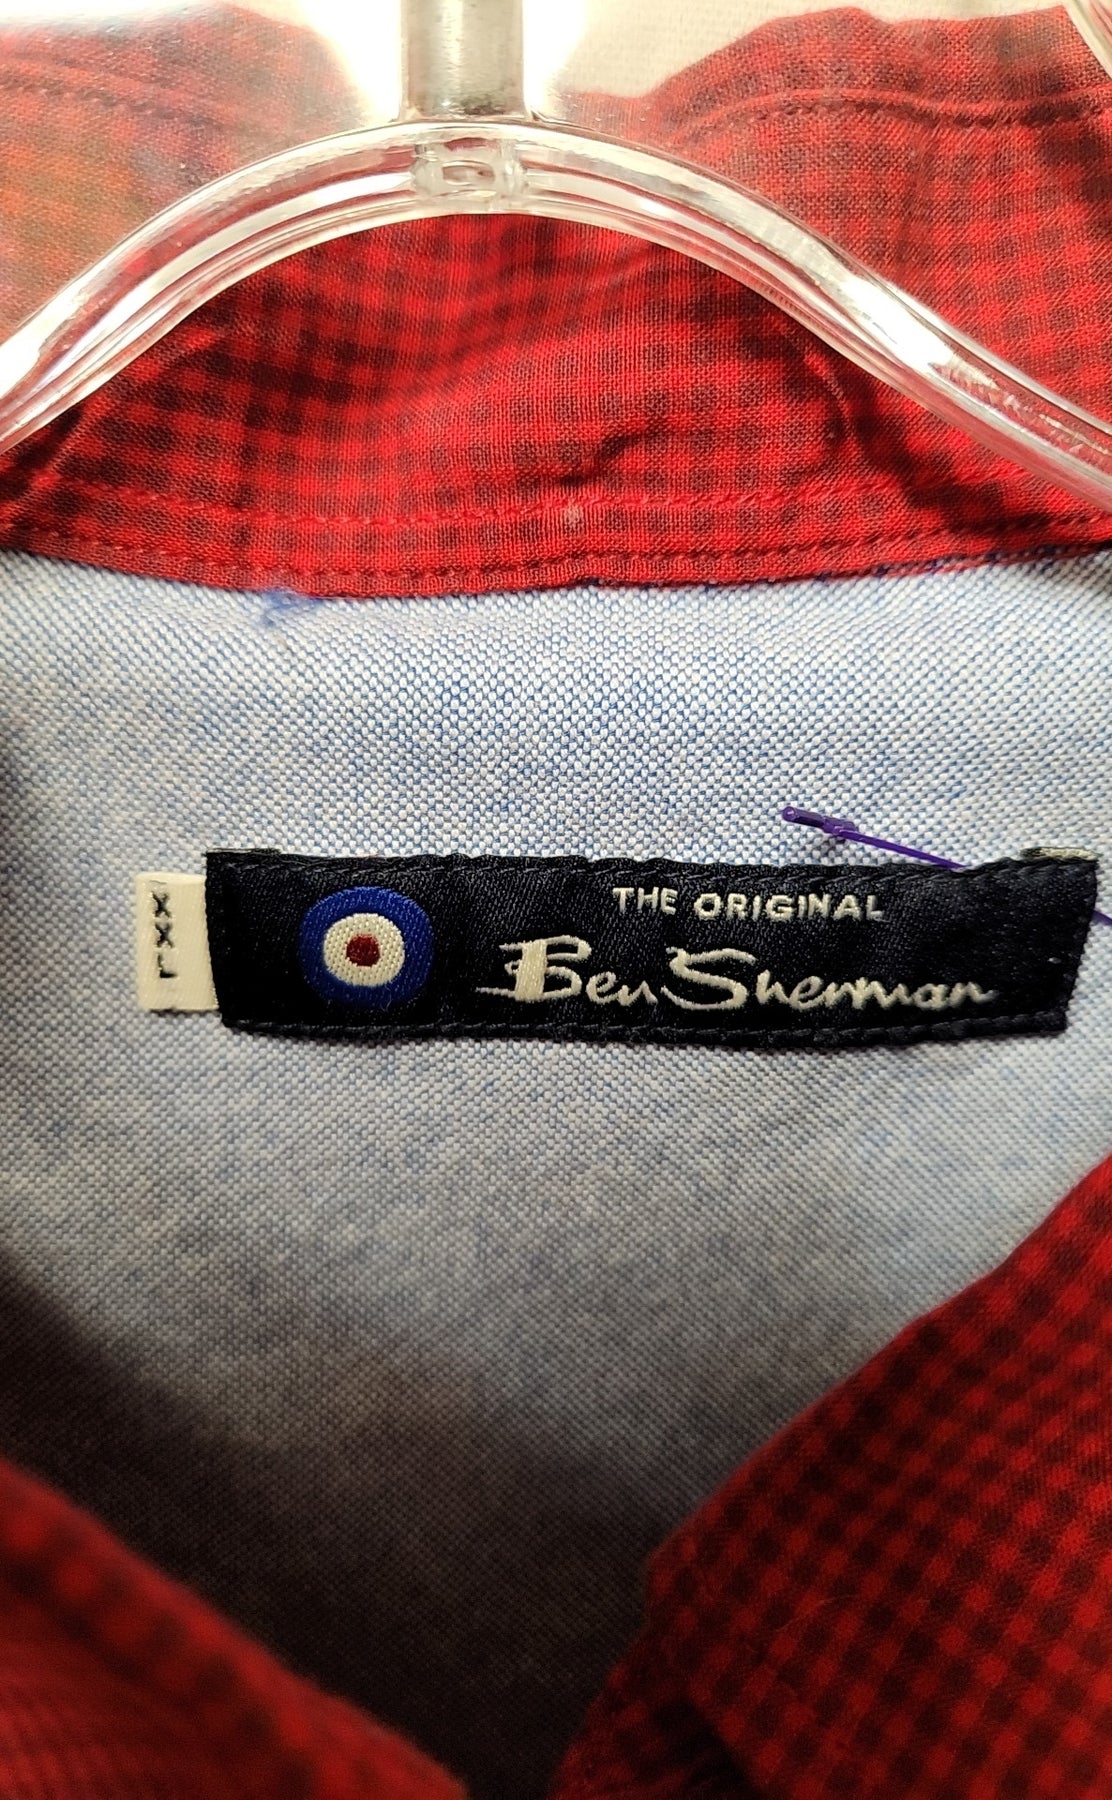 XXL
THE ORIGINAL
Ben Sherman